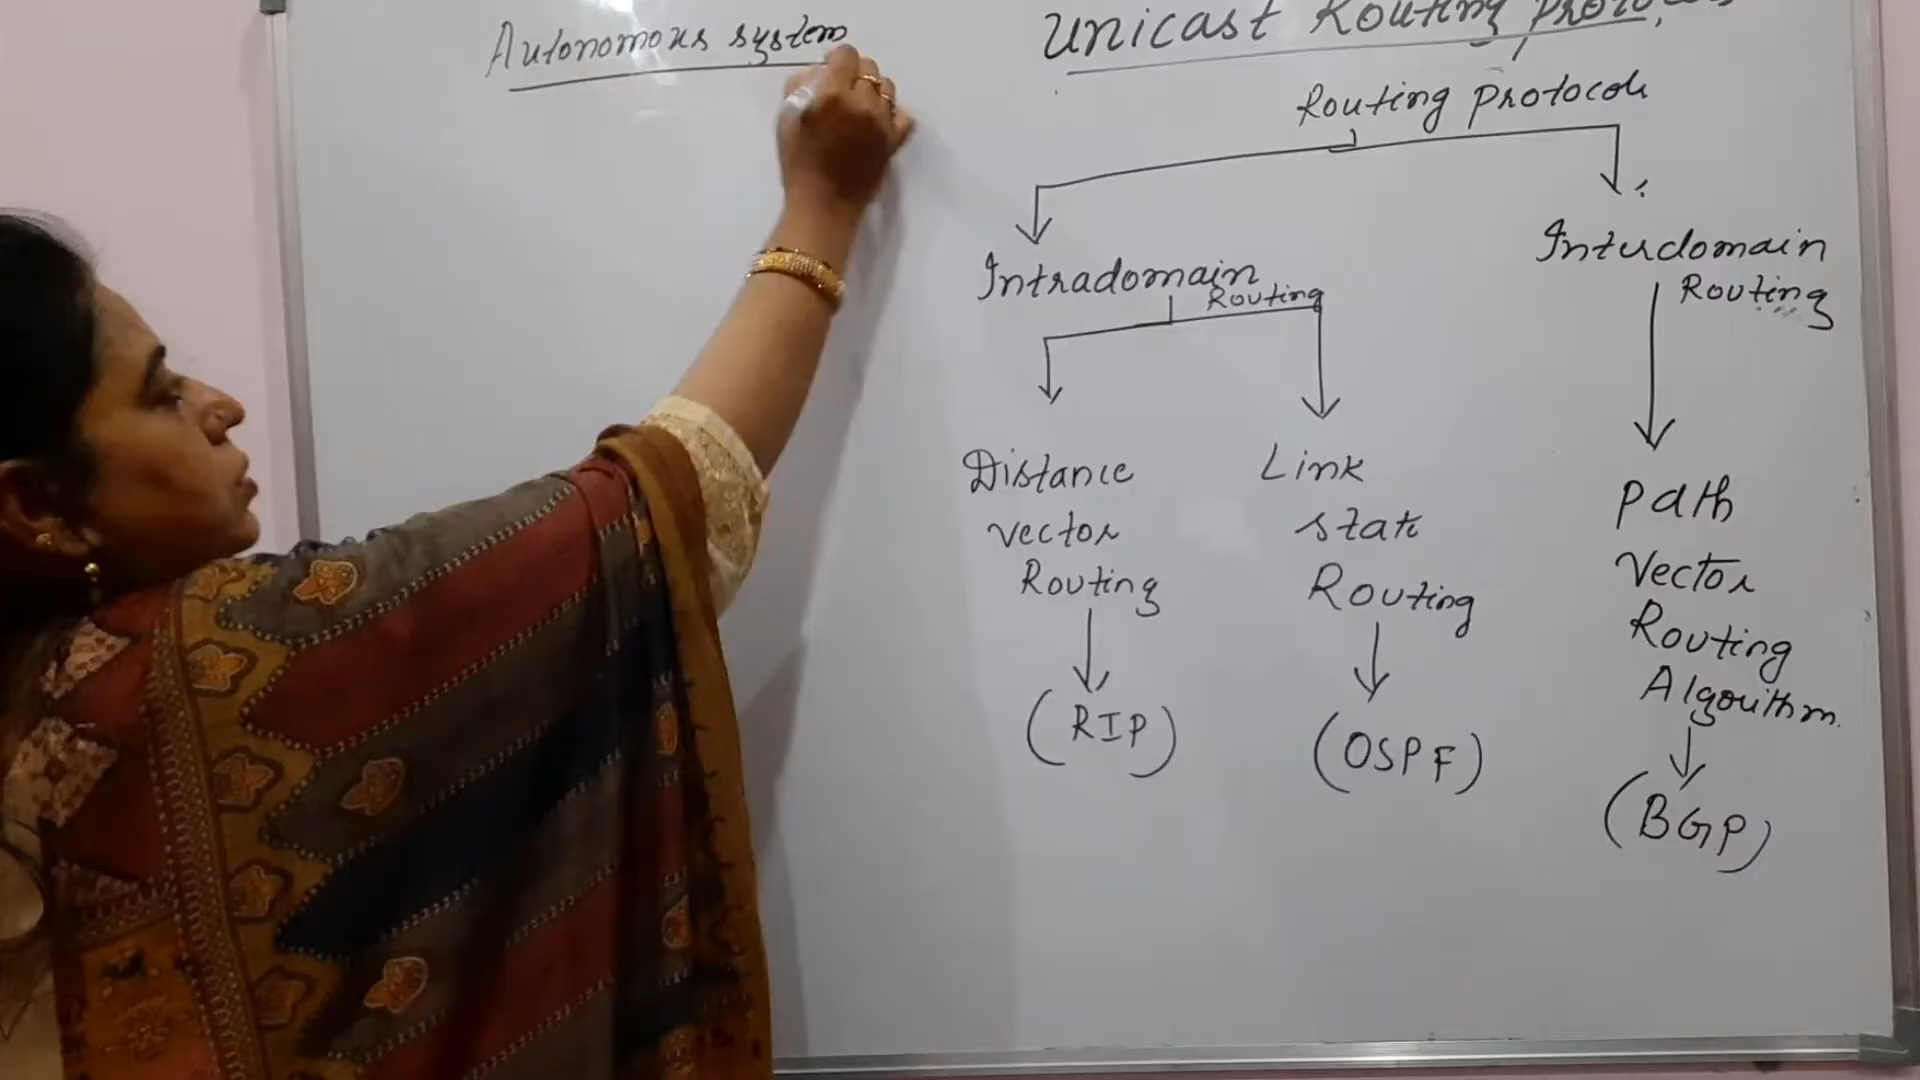 Autonomous system
Unicast Routing Protocols
Routing Protocols
Intradomain
Routing
Interdomain
Routing
Distance
Vector
Routing
(RIP)
Link
state
Routing
(OSPF)
Path
Vector
Routing
Algorithm.
(BGP)